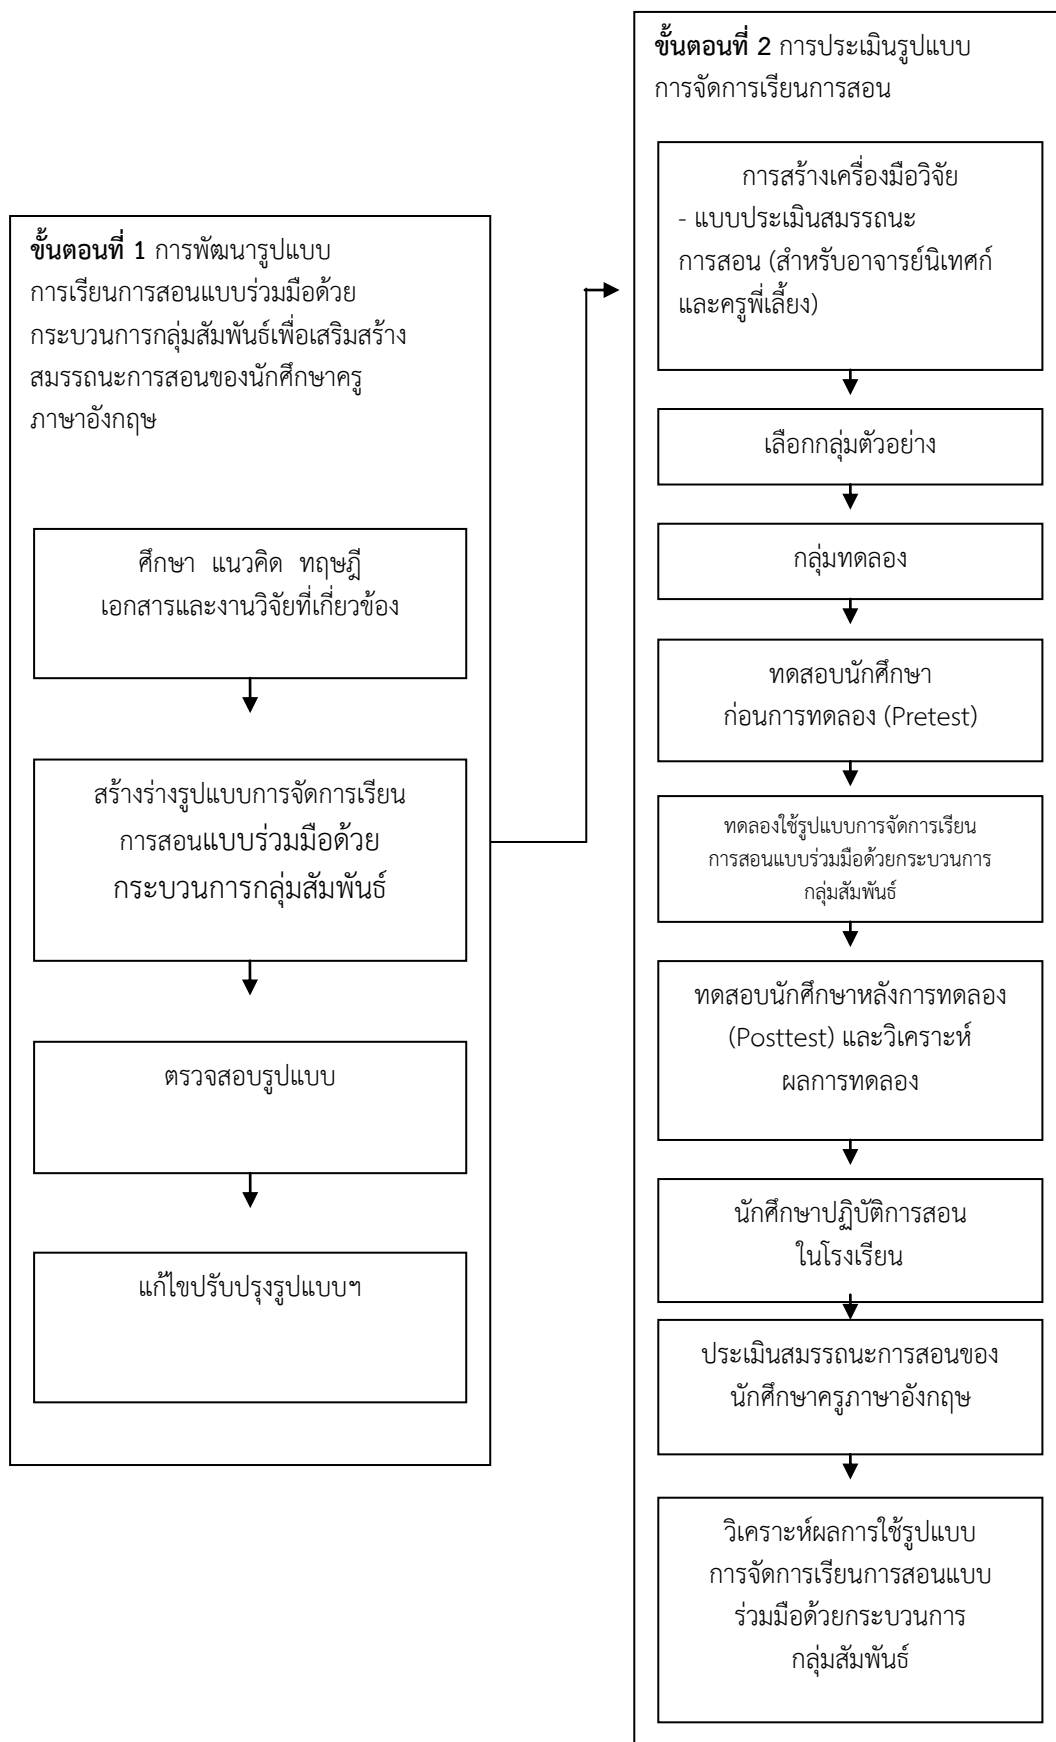 ขั้นตอนที่ 1 การพัฒนารูปแบบ
การเรียนการสอนแบบร่วมมือด้วย
กระบวนการกลุ่มสัมพันธ์เพื่อเสริมสร้าง
สมรรถนะการสอนของนักศึกษาครู
ภาษาอังกฤษ
ศึกษา แนวคิด ทฤษฎี
เอกสารและงานวิจัยที่เกี่ยวข้อง
สร้างร่างรูปแบบการจัดการเรียน
การสอนแบบร่วมมือด้วย
กระบวนการกลุ่มสัมพันธ์
ตรวจสอบรูปแบบ
แก้ไขปรับปรุงรูปแบบฯ
ขั้นตอนที่ 2 การประเมินรูปแบบ
การจัดการเรียนการสอน
การสร้างเครื่องมือวิจัย
- แบบประเมินสมรรถนะ
การสอน (สำหรับอาจารย์นิเทศก์
และครูพี่เลี้ยง)
เลือกกลุ่มตัวอย่าง
กลุ่มทดลอง
ทดสอบนักศึกษา
ก่อนการทดลอง (Pretest)
ทดลองใช้รูปแบบการจัดการเรียน
การสอนแบบร่วมมือด้วยกระบวนการ
กลุ่มสัมพันธ์
ทดสอบนักศึกษาหลังการทดลอง
(Posttest) และวิเคราะห์
ผลการทดลอง
นักศึกษาปฏิบัติการสอน
ในโรงเรียน
ประเมินสมรรถนะการสอนของ
นักศึกษาครูภาษาอังกฤษ
วิเคราะห์ผลการใช้รูปแบบ
การจัดการเรียนการสอนแบบ
ร่วมมือด้วยกระบวนการ
กลุ่มสัมพันธ์